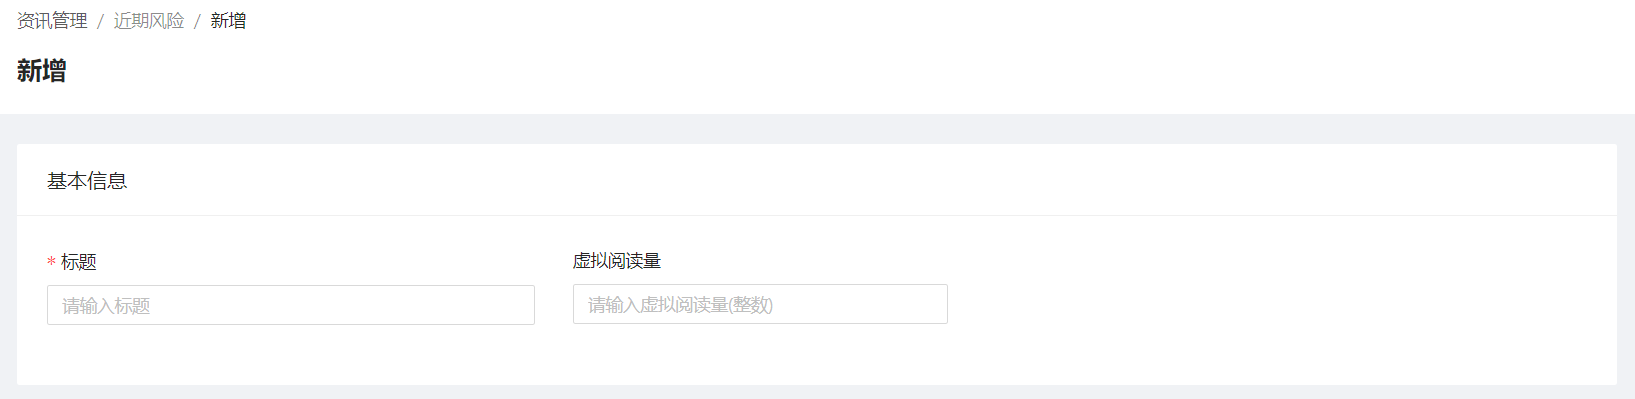 资讯管理 / 近期风险 / 新增
新增
基本信息
* 标题
虚拟阅读量
请输入标题
请输入虚拟阅读量(整数)